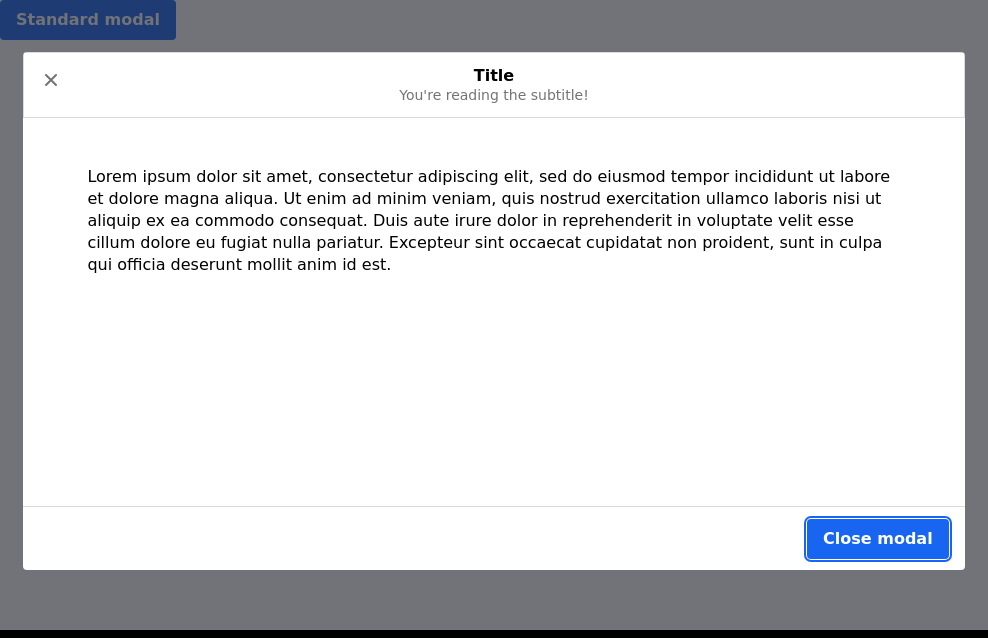 Standard modal
Title
You're reading the subtitle!
Lorem ipsum dolor sit amet, consectetur adipiscing elit, sed do eiusmod tempor incididunt ut labore
et dolore magna aliqua. Ut enim ad minim veniam, quis nostrud exercitation ullamco laboris nisi ut
aliquip ex ea commodo consequat. Duis aute irure dolor in reprehenderit in voluptate velit esse
cillum dolore eu fugiat nulla pariatur. Excepteur sint occaecat cupidatat non proident, sunt in culpa
qui officia deserunt mollit anim id est.
Close modal